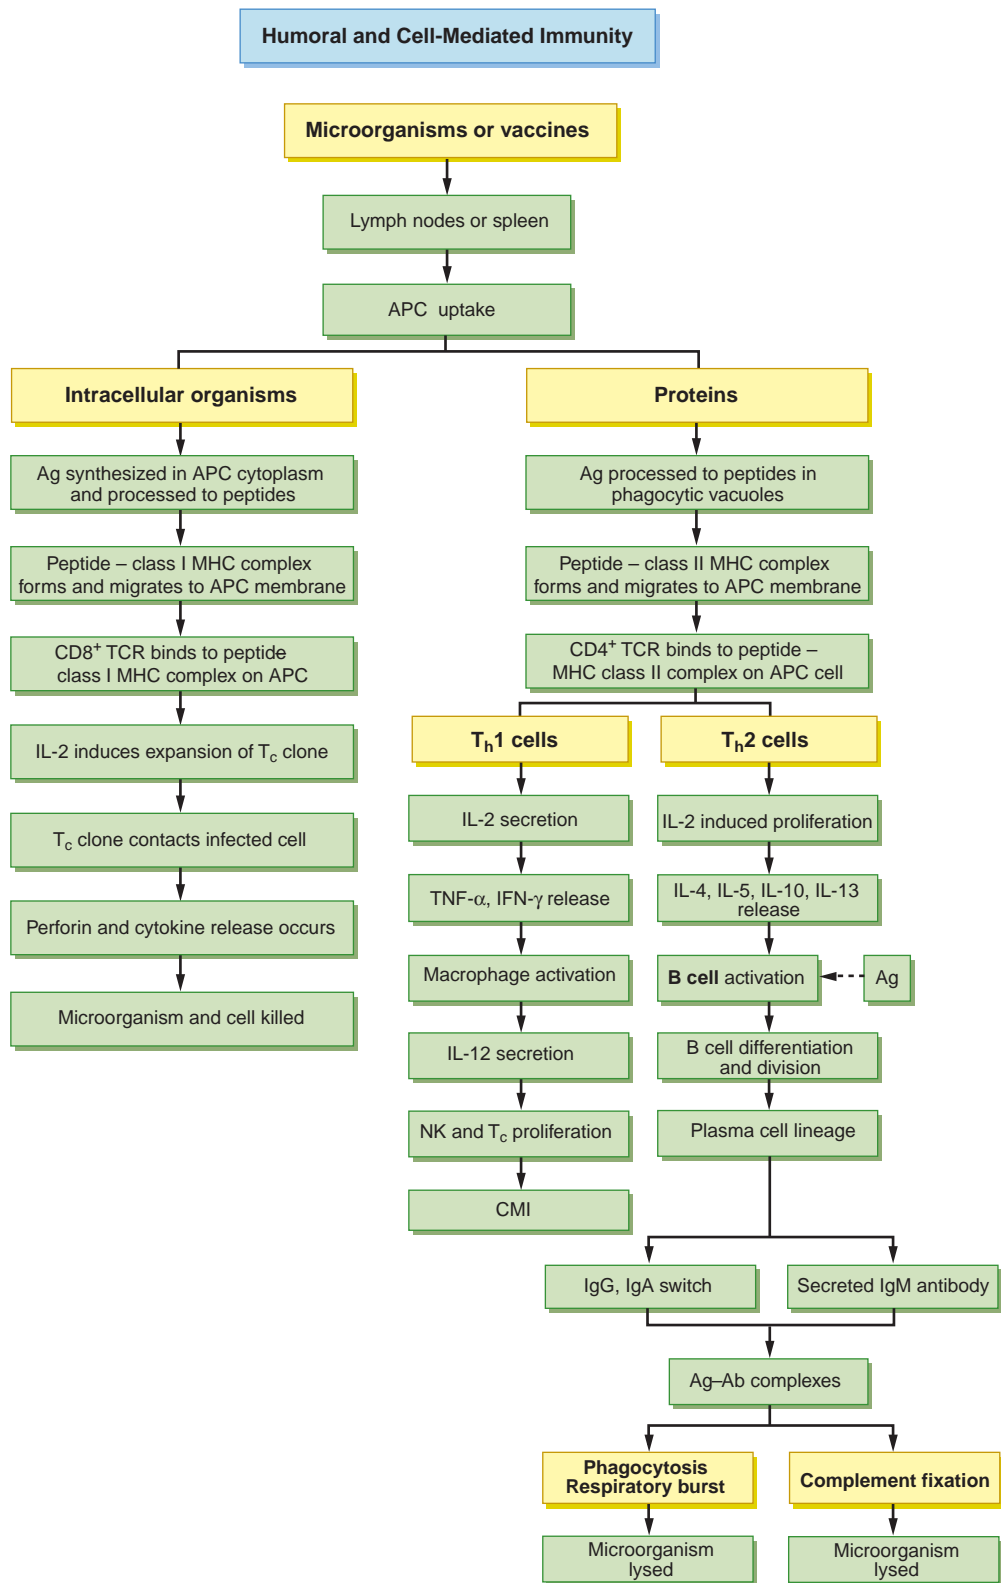 Humoral and Cell-Mediated Immunity
Microorganisms or vaccines
Lymph nodes or spleen
APC uptake
Intracellular organisms
Ag synthesized in APC cytoplasm
and processed to peptides
Peptide – class I MHC complex
forms and migrates to APC membrane
CD8⁺ TCR binds to peptide
class I MHC complex on APC
IL-2 induces expansion of Tc clone
Tc clone contacts infected cell
Perforin and cytokine release occurs
Microorganism and cell killed
Proteins
Ag processed to peptides in
phagocytic vacuoles
Peptide – class II MHC complex
forms and migrates to APC membrane
CD4⁺ TCR binds to peptide –
MHC class II complex on APC cell
Th1 cells
IL-2 secretion
TNF-α, IFN-γ release
Macrophage activation
IL-12 secretion
NK and Tc proliferation
CMI
Th2 cells
IL-2 induced proliferation
IL-4, IL-5, IL-10, IL-13
release
B cell activation
Ag
B cell differentiation
and division
Plasma cell lineage
IgG, IgA switch
Secreted IgM antibody
Ag–Ab complexes
Phagocytosis
Respiratory burst
Microorganism
lysed
Complement fixation
Microorganism
lysed